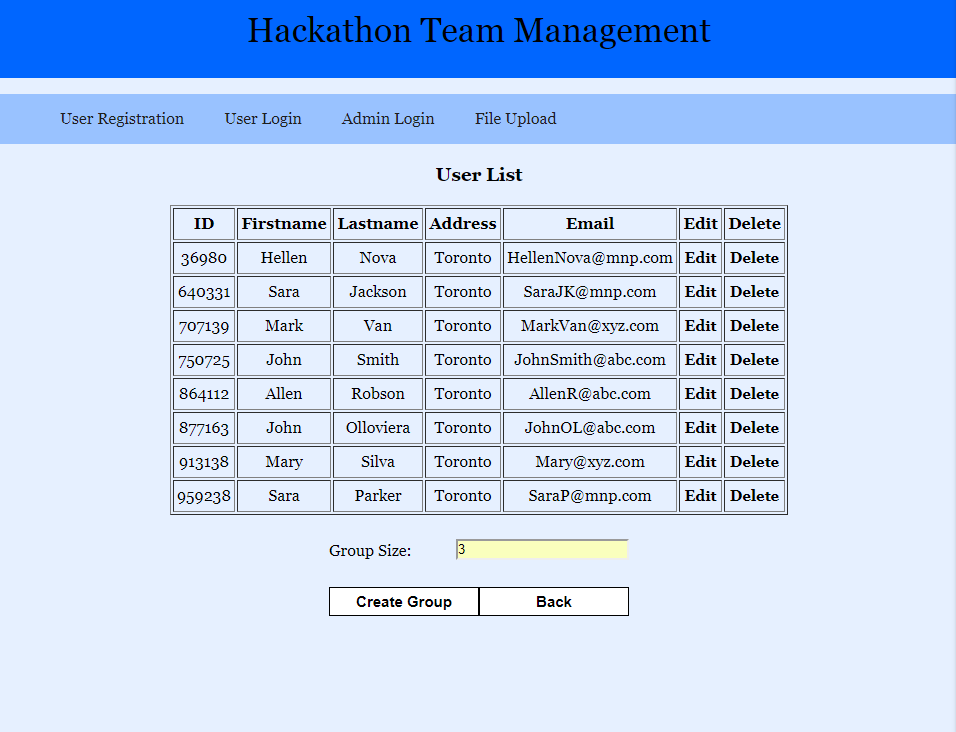 Hackathon Team Management
User Registration User Login Admin Login File Upload
User List
ID Firstname Lastname Address Email Edit Delete
36980 Hellen Nova Toronto HellenNova@mnp.com Edit Delete
640331 Sara Jackson Toronto SaraJK@mnp.com Edit Delete
707139 Mark Van Toronto MarkVan@xyz.com Edit Delete
750725 John Smith Toronto JohnSmith@abc.com Edit Delete
864112 Allen Robson Toronto AllenR@abc.com Edit Delete
877163 John Olloviera Toronto JohnOL@abc.com Edit Delete
913138 Mary Silva Toronto Mary@xyz.com Edit Delete
959238 Sara Parker Toronto SaraP@mnp.com Edit Delete
Group Size: 3
Create Group Back